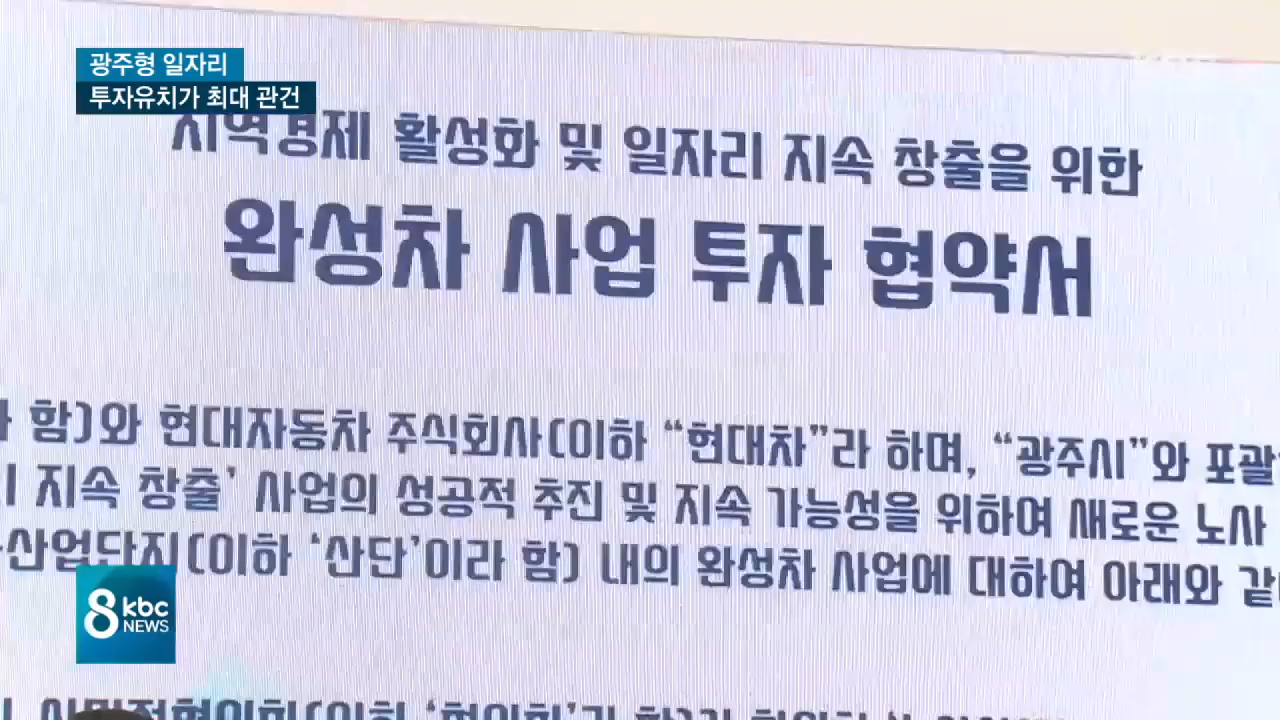 광주형 일자리
투자유치가 최대 관건
지역경제 활성화 및 일자리 지속 창출을 위한
완성차 사업 투자 협약서
함)와 현대자동차 주식회사(이하 “현대차”라 하며, “광주시”와 포괄
지속 창출’ 사업의 성공적 추진 및 지속 가능성을 위하여 새로운 노사
산업단지(이하 ‘산단’이라 함) 내의 완성차 사업에 대하여 아래와
8 kbc
NEWS